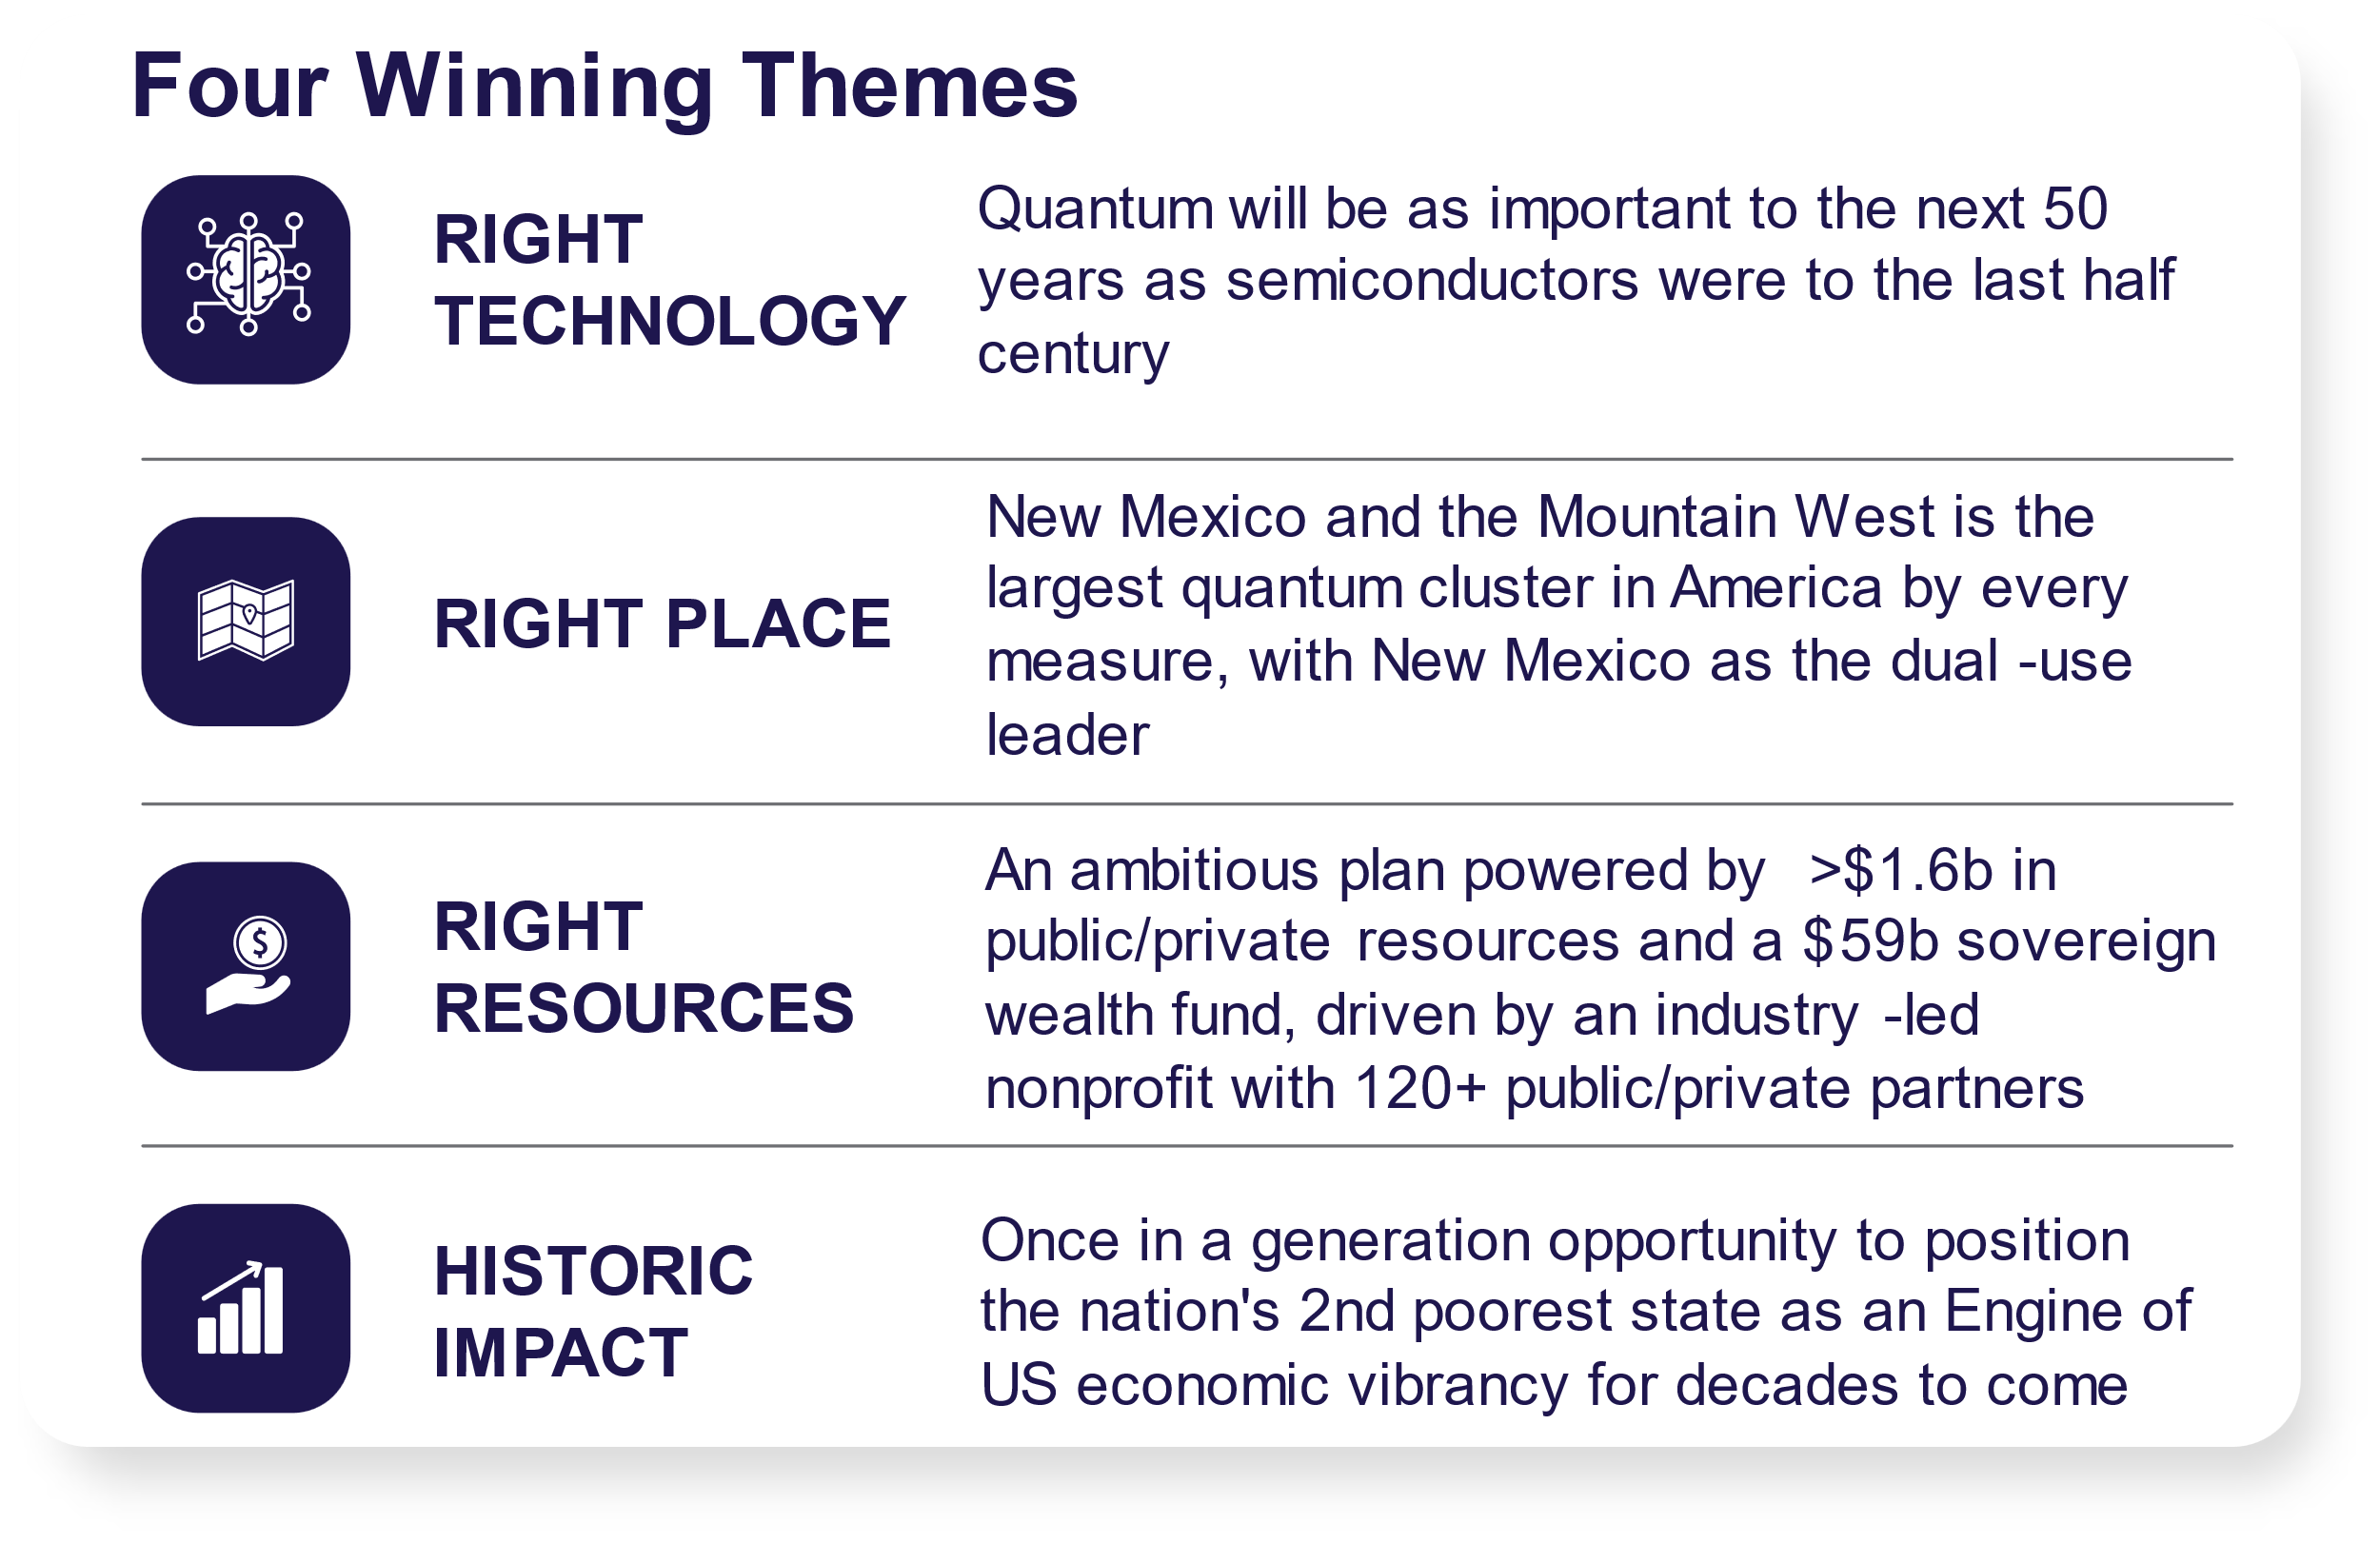 Four Winning Themes
RIGHT
TECHNOLOGY
Quantum will be as important to the next 50
years as semiconductors were to the last half
century
RIGHT PLACE
New Mexico and the Mountain West is the
largest quantum cluster in America by every
measure, with New Mexico as the dual -use
leader
RIGHT
RESOURCES
An ambitious plan powered by >$1.6b in
public/private resources and a $59b sovereign
wealth fund, driven by an industry -led
nonprofit with 120+ public/private partners
HISTORIC
IMPACT
Once in a generation opportunity to position
the nation's 2nd poorest state as an Engine of
US economic vibrancy for decades to come
$